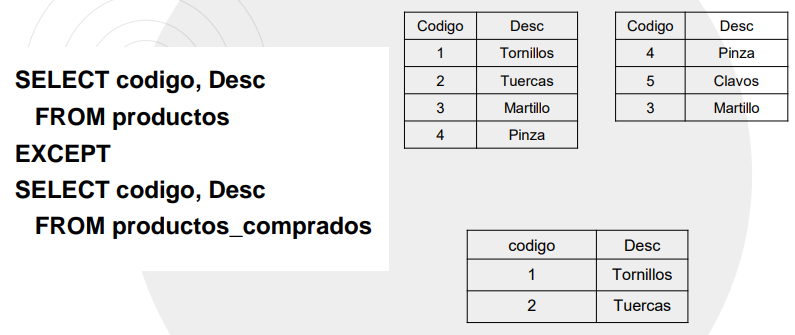 SELECT codigo, Desc
FROM productos
EXCEPT
SELECT codigo, Desc
FROM productos_comprados
Codigo Desc
1 Tornillos
2 Tuercas
3 Martillo
4 Pinza
Codigo Desc
4 Pinza
5 Clavos
3 Martillo
codigo Desc
1 Tornillos
2 Tuercas